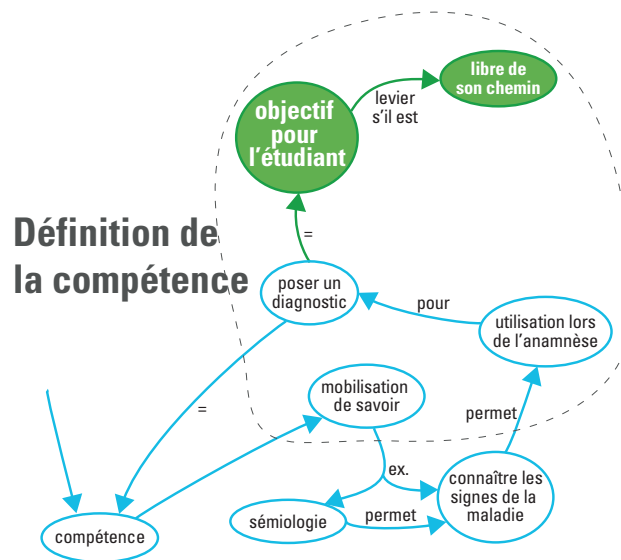 libre de
son chemin
levier
s'il est
objectif
pour
l'étudiant
=
Définition de
la compétence
poser un
diagnostic
pour
utilisation lors
de l'anamnèse
mobilisation
de savoir
=
permet
ex.
connaître les
signes de la
maladie
sémiologie
permet
compétence